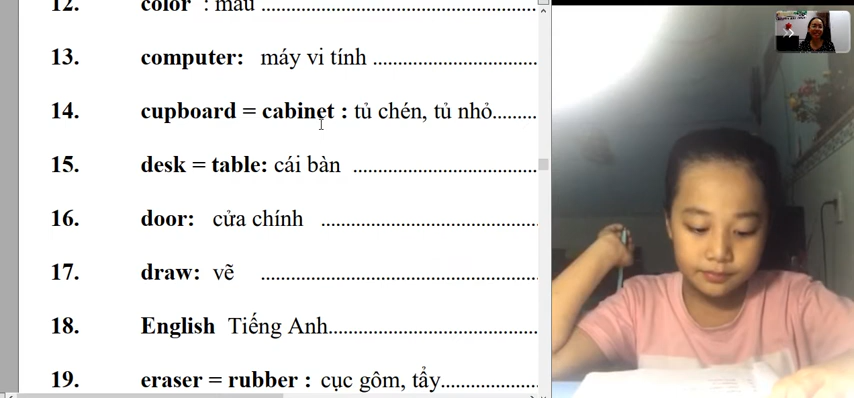 12. color : màu ........................................................
13. computer: máy vi tính ..................................
14. cupboard = cabinet : tủ chén, tủ nhỏ.........
15. desk = table: cái bàn .....................................
16. door: cửa chính ...........................................
17. draw: vẽ ........................................................
18. English Tiếng Anh...........................................
19. eraser = rubber : cục gôm, tẩy...................